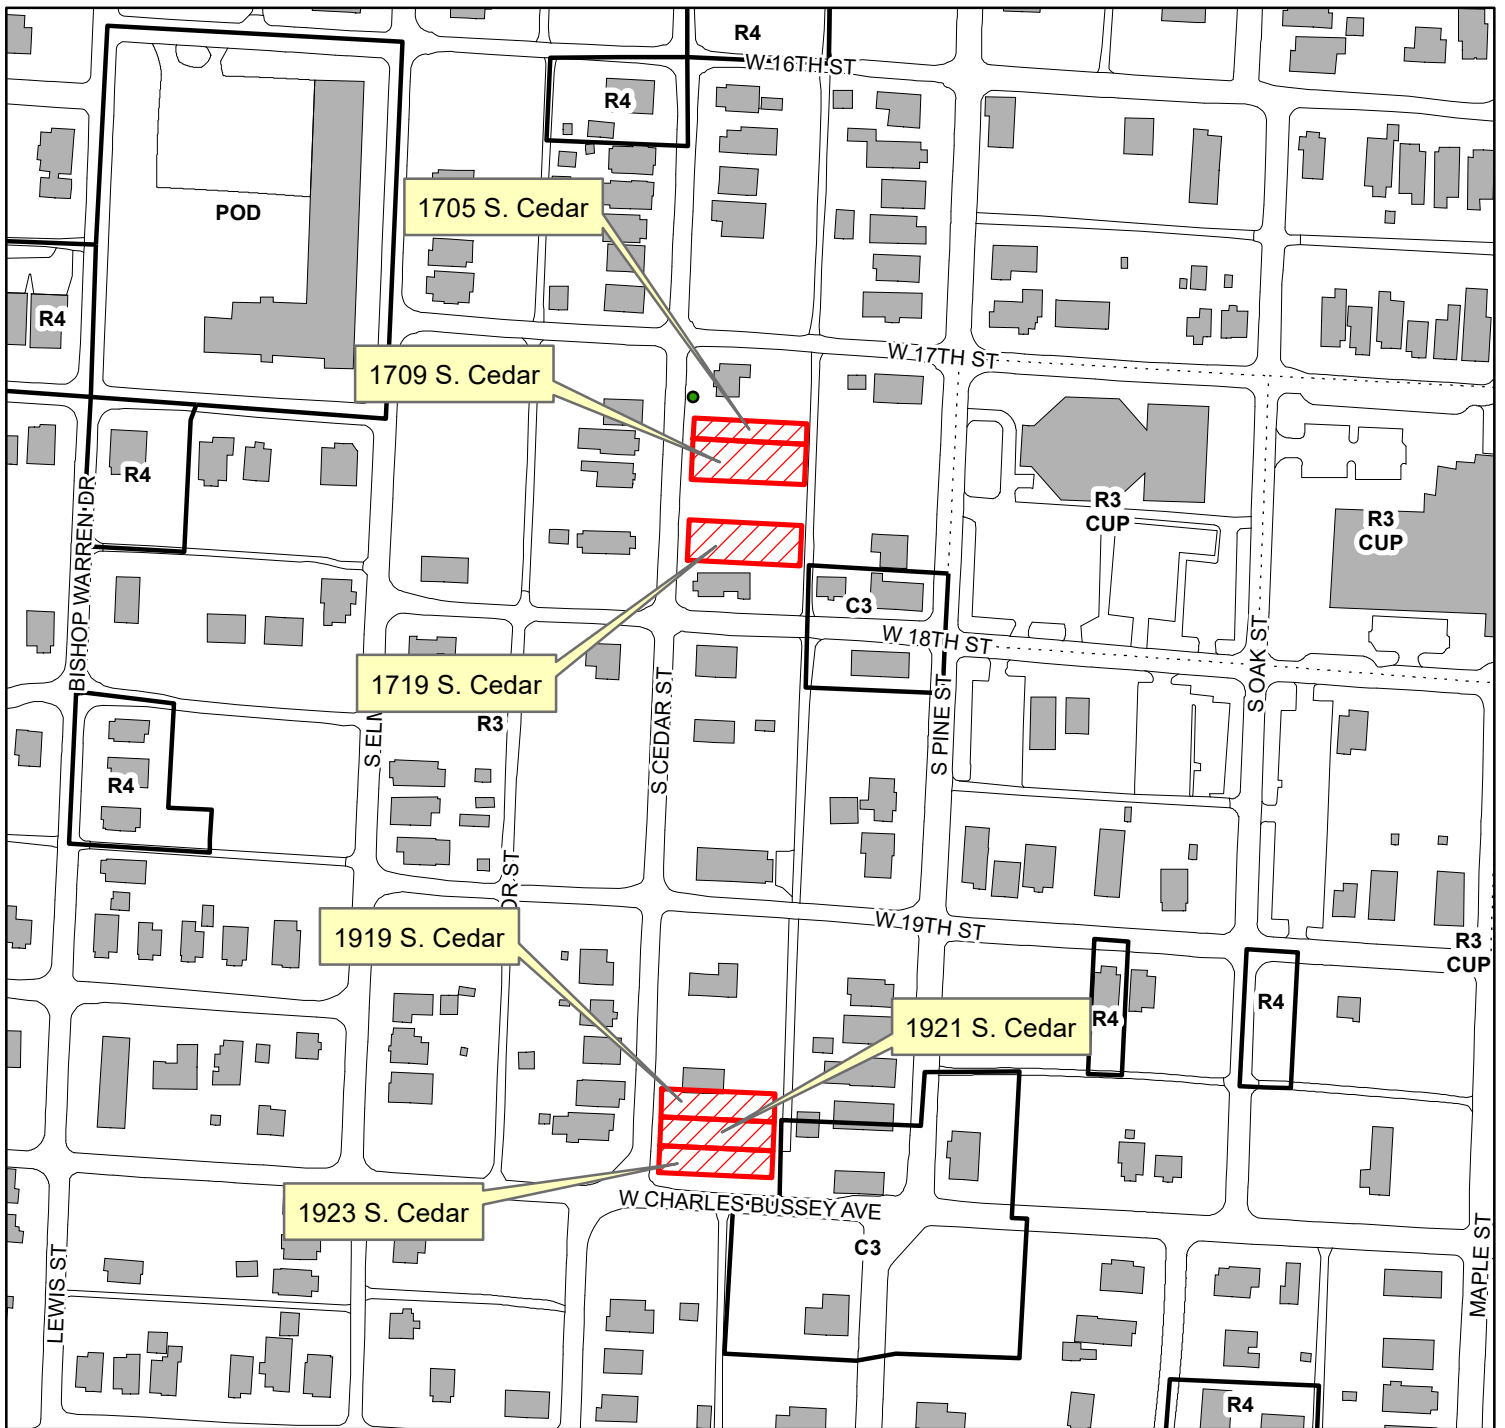 R4
W 16TH ST
R4
1705 S. Cedar
POD
R4
W 17TH ST
1709 S. Cedar
R4
BISHOP WARREN DR
R3
CUP
R3
CUP
C3
W 18TH ST
1719 S. Cedar
S OAK ST
S PINE ST
S CEDAR ST
S ELM
R3
R4
OR ST
1919 S. Cedar
W 19TH ST
R3
CUP
R4
R4
1921 S. Cedar
1923 S. Cedar
W CHARLES BUSSEY AVE
C3
LEWIS ST
MAPLE ST
R4